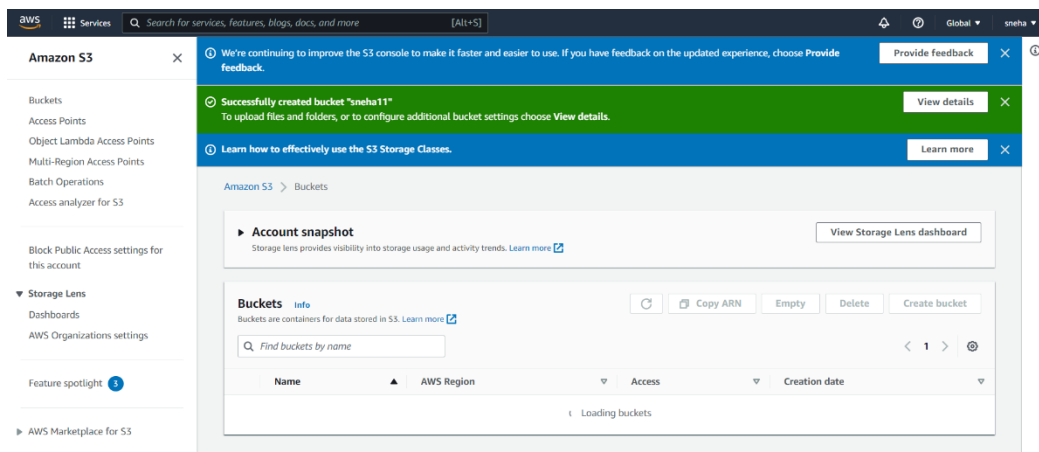 aws
Services
Search for services, features, blogs, docs, and more
[Alt+S]
Global ▼
sneha ▼
Amazon S3
Buckets
Access Points
Object Lambda Access Points
Multi-Region Access Points
Batch Operations
Access analyzer for S3
Block Public Access settings for
this account
Storage Lens
Dashboards
AWS Organizations settings
Feature spotlight 3
AWS Marketplace for S3
We're continuing to improve the S3 console to make it faster and easier to use. If you have feedback on the updated experience, choose Provide
feedback.
Provide feedback
Successfully created bucket "sneha11"
To upload files and folders, or to configure additional bucket settings choose View details.
View details
Learn how to effectively use the S3 Storage Classes.
Learn more
Amazon S3 > Buckets
Account snapshot
Storage lens provides visibility into storage usage and activity trends. Learn more
View Storage Lens dashboard
Buckets Info
Buckets are containers for data stored in S3. Learn more
Copy ARN
Empty
Delete
Create bucket
Find buckets by name
< 1 >
Name
AWS Region
Access
Creation date
Loading buckets